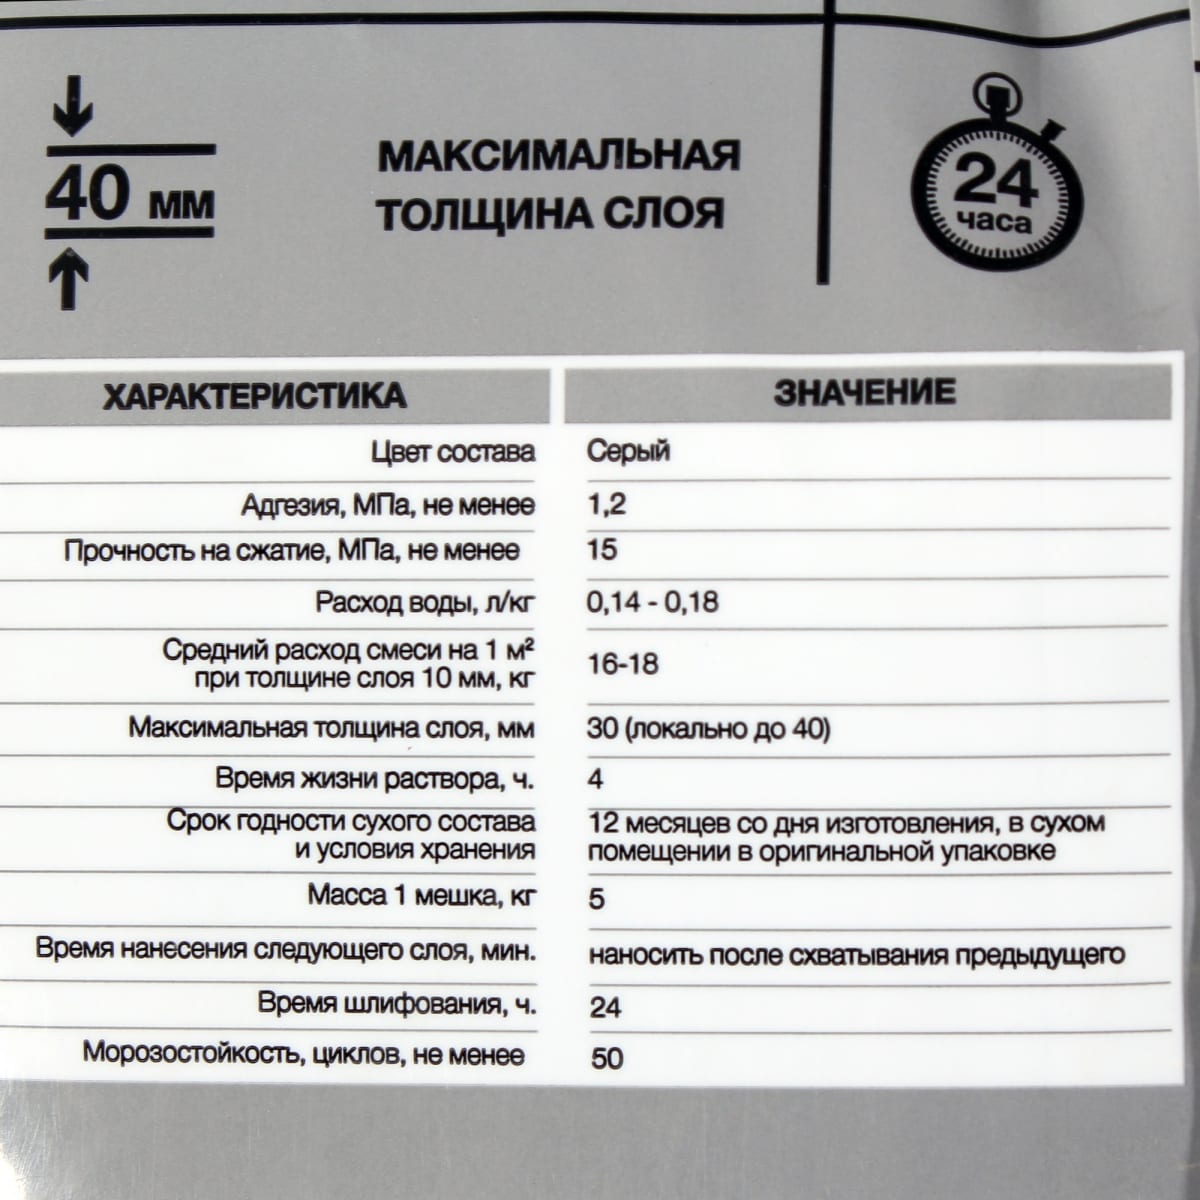 40 мм
МАКСИМАЛЬНАЯ
ТОЛЩИНА СЛОЯ
24
часа
ХАРАКТЕРИСТИКА ЗНАЧЕНИЕ
Цвет состава Серый
Адгезия, МПа, не менее 1,2
Прочность на сжатие, МПа, не менее 15
Расход воды, л/кг 0,14 - 0,18
Средний расход смеси на 1 м²
при толщине слоя 10 мм, кг 16-18
Максимальная толщина слоя, мм 30 (локально до 40)
Время жизни раствора, ч. 4
Срок годности сухого состава
и условия хранения
12 месяцев со дня изготовления, в сухом
помещении в оригинальной упаковке
Масса 1 мешка, кг 5
Время нанесения следующего слоя, мин. наносить после схватывания предыдущего
Время шлифования, ч. 24
Морозостойкость, циклов, не менее 50